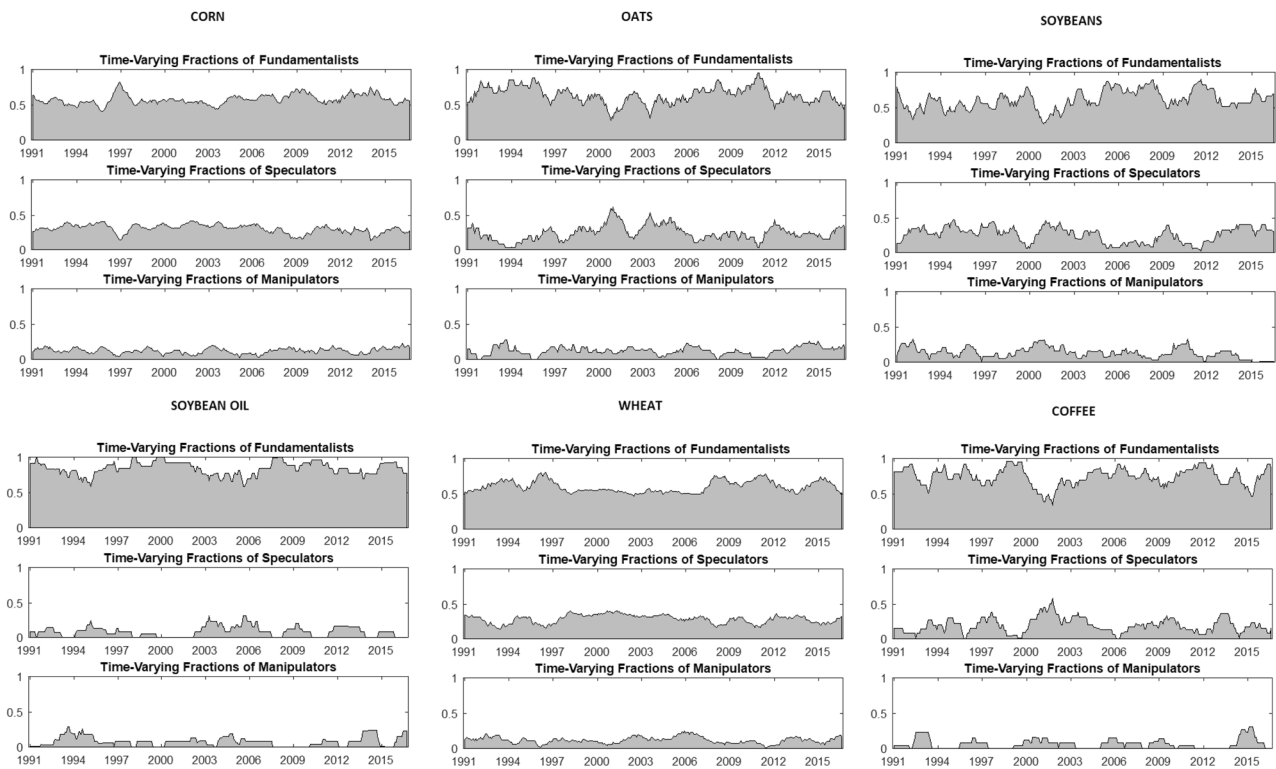 CORN
Time-Varying Fractions of Fundamentalists
1
0.5
0
1991 1994 1997 2000 2003 2006 2009 2012 2015
Time-Varying Fractions of Speculators
1
0.5
0
1991 1994 1997 2000 2003 2006 2009 2012 2015
Time-Varying Fractions of Manipulators
1
0.5
0
1991 1994 1997 2000 2003 2006 2009 2012 2015
OATS
Time-Varying Fractions of Fundamentalists
1
0.5
0
1991 1994 1997 2000 2003 2006 2009 2012 2015
Time-Varying Fractions of Speculators
1
0.5
0
1991 1994 1997 2000 2003 2006 2009 2012 2015
Time-Varying Fractions of Manipulators
1
0.5
0
1991 1994 1997 2000 2003 2006 2009 2012 2015
SOYBEANS
Time-Varying Fractions of Fundamentalists
1
0.5
0
1991 1994 1997 2000 2003 2006 2009 2012 2015
Time-Varying Fractions of Speculators
1
0.5
0
1991 1994 1997 2000 2003 2006 2009 2012 2015
Time-Varying Fractions of Manipulators
1
0.5
0
1991 1994 1997 2000 2003 2006 2009 2012 2015
SOYBEAN OIL
Time-Varying Fractions of Fundamentalists
1
0.5
0
1991 1994 1997 2000 2003 2006 2009 2012 2015
Time-Varying Fractions of Speculators
1
0.5
0
1991 1994 1997 2000 2003 2006 2009 2012 2015
Time-Varying Fractions of Manipulators
1
0.5
0
1991 1994 1997 2000 2003 2006 2009 2012 2015
WHEAT
Time-Varying Fractions of Fundamentalists
1
0.5
0
1991 1994 1997 2000 2003 2006 2009 2012 2015
Time-Varying Fractions of Speculators
1
0.5
0
1991 1994 1997 2000 2003 2006 2009 2012 2015
Time-Varying Fractions of Manipulators
1
0.5
0
1991 1994 1997 2000 2003 2006 2009 2012 2015
COFFEE
Time-Varying Fractions of Fundamentalists
1
0.5
0
1991 1994 1997 2000 2003 2006 2009 2012 2015
Time-Varying Fractions of Speculators
1
0.5
0
1991 1994 1997 2000 2003 2006 2009 2012 2015
Time-Varying Fractions of Manipulators
1
0.5
0
1991 1994 1997 2000 2003 2006 2009 2012 2015